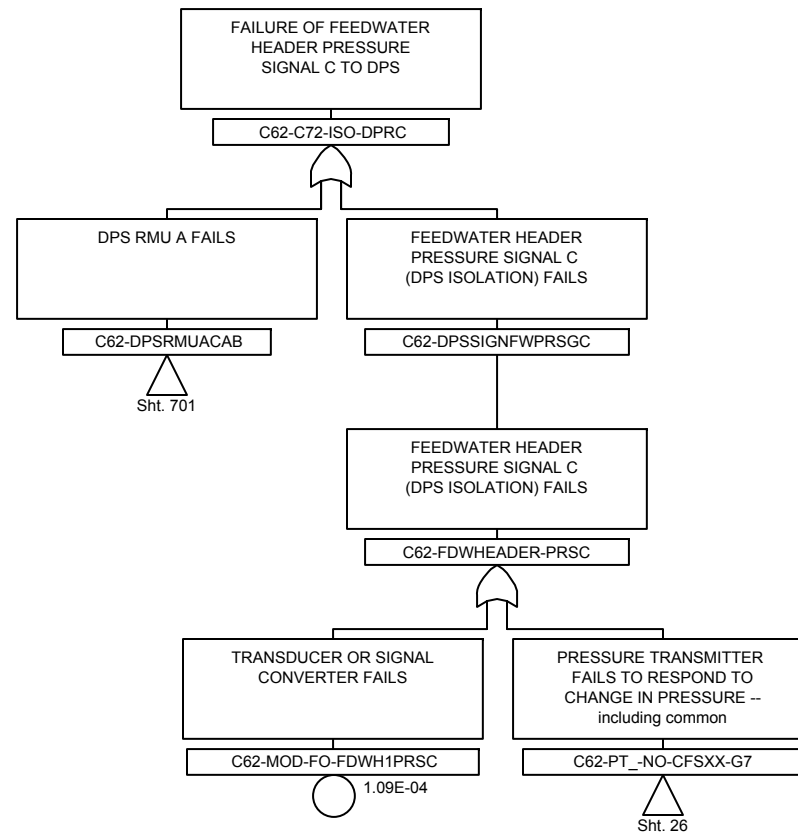 FAILURE OF FEEDWATER
HEADER PRESSURE
SIGNAL C TO DPS
C62-C72-ISO-DPRC
DPS RMU A FAILS
C62-DPSRMUACAB
Sht. 701
FEEDWATER HEADER
PRESSURE SIGNAL C
(DPS ISOLATION) FAILS
C62-DPSSIGNFWPRSGC
FEEDWATER HEADER
PRESSURE SIGNAL C
(DPS ISOLATION) FAILS
C62-FDWHEADER-PRSC
TRANSDUCER OR SIGNAL
CONVERTER FAILS
C62-MOD-FO-FDWH1PRSC
1.09E-04
PRESSURE TRANSMITTER
FAILS TO RESPOND TO
CHANGE IN PRESSURE --
including common
C62-PT_-NO-CFSXX-G7
Sht. 26